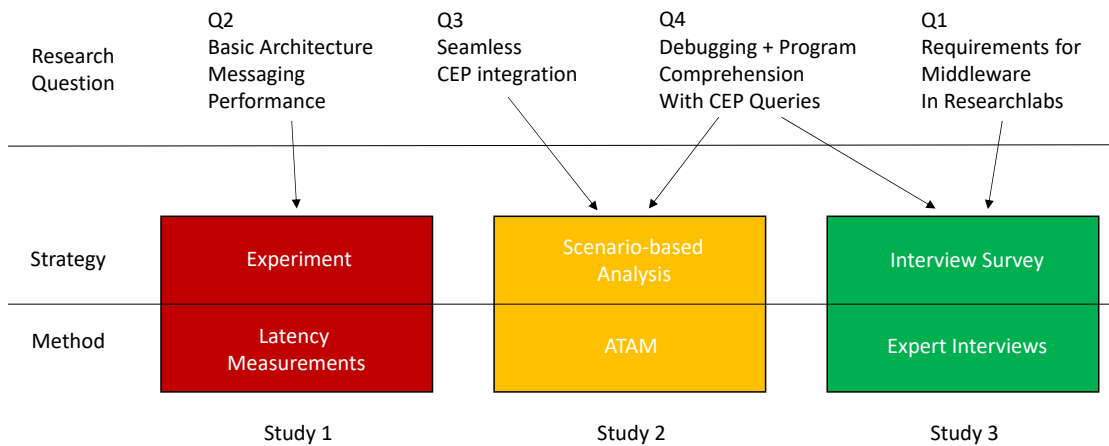 Research
Question
Q2
Basic Architecture
Messaging
Performance
Q3
Seamless
CEP integration
Q4
Debugging + Program
Comprehension
With CEP Queries
Q1
Requirements for
Middleware
In Researchlabs
Strategy
Experiment
Scenario-based
Analysis
Interview Survey
Method
Latency
Measurements
ATAM
Expert Interviews
Study 1
Study 2
Study 3